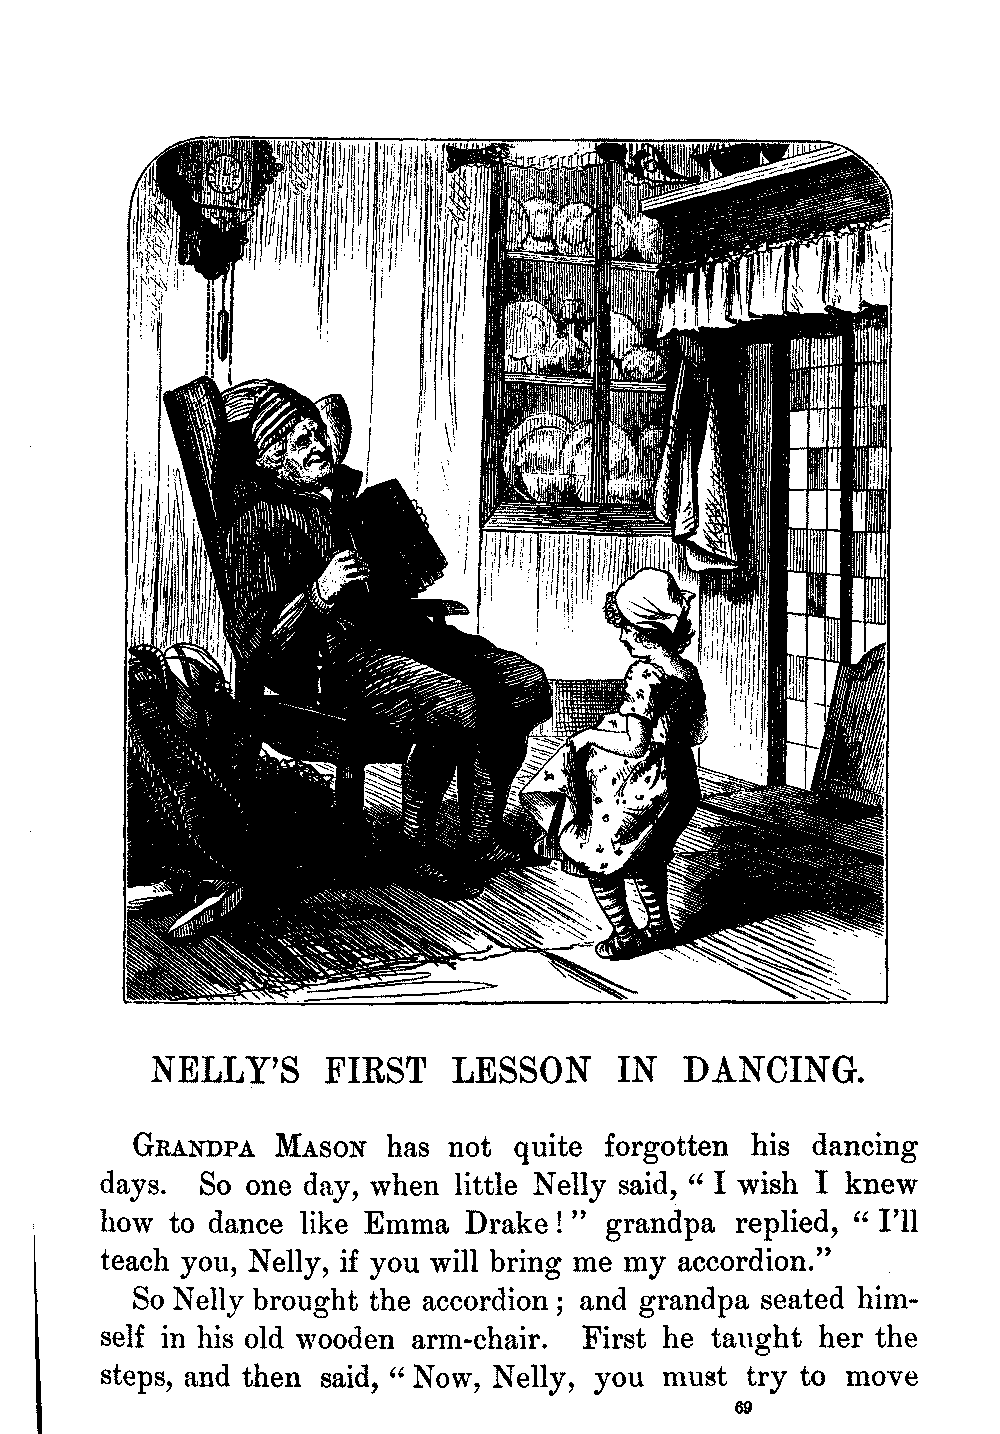 NELLY'S FIRST LESSON IN DANCING.
GRANDPA MASON has not quite forgotten his dancing
days. So one day, when little Nelly said, “ I wish I knew
how to dance like Emma Drake! ” grandpa replied, “ I'll
teach you, Nelly, if you will bring me my accordion.”
So Nelly brought the accordion ; and grandpa seated him-
self in his old wooden arm-chair. First he taught her the
steps, and then said, “ Now, Nelly, you must try to move
69